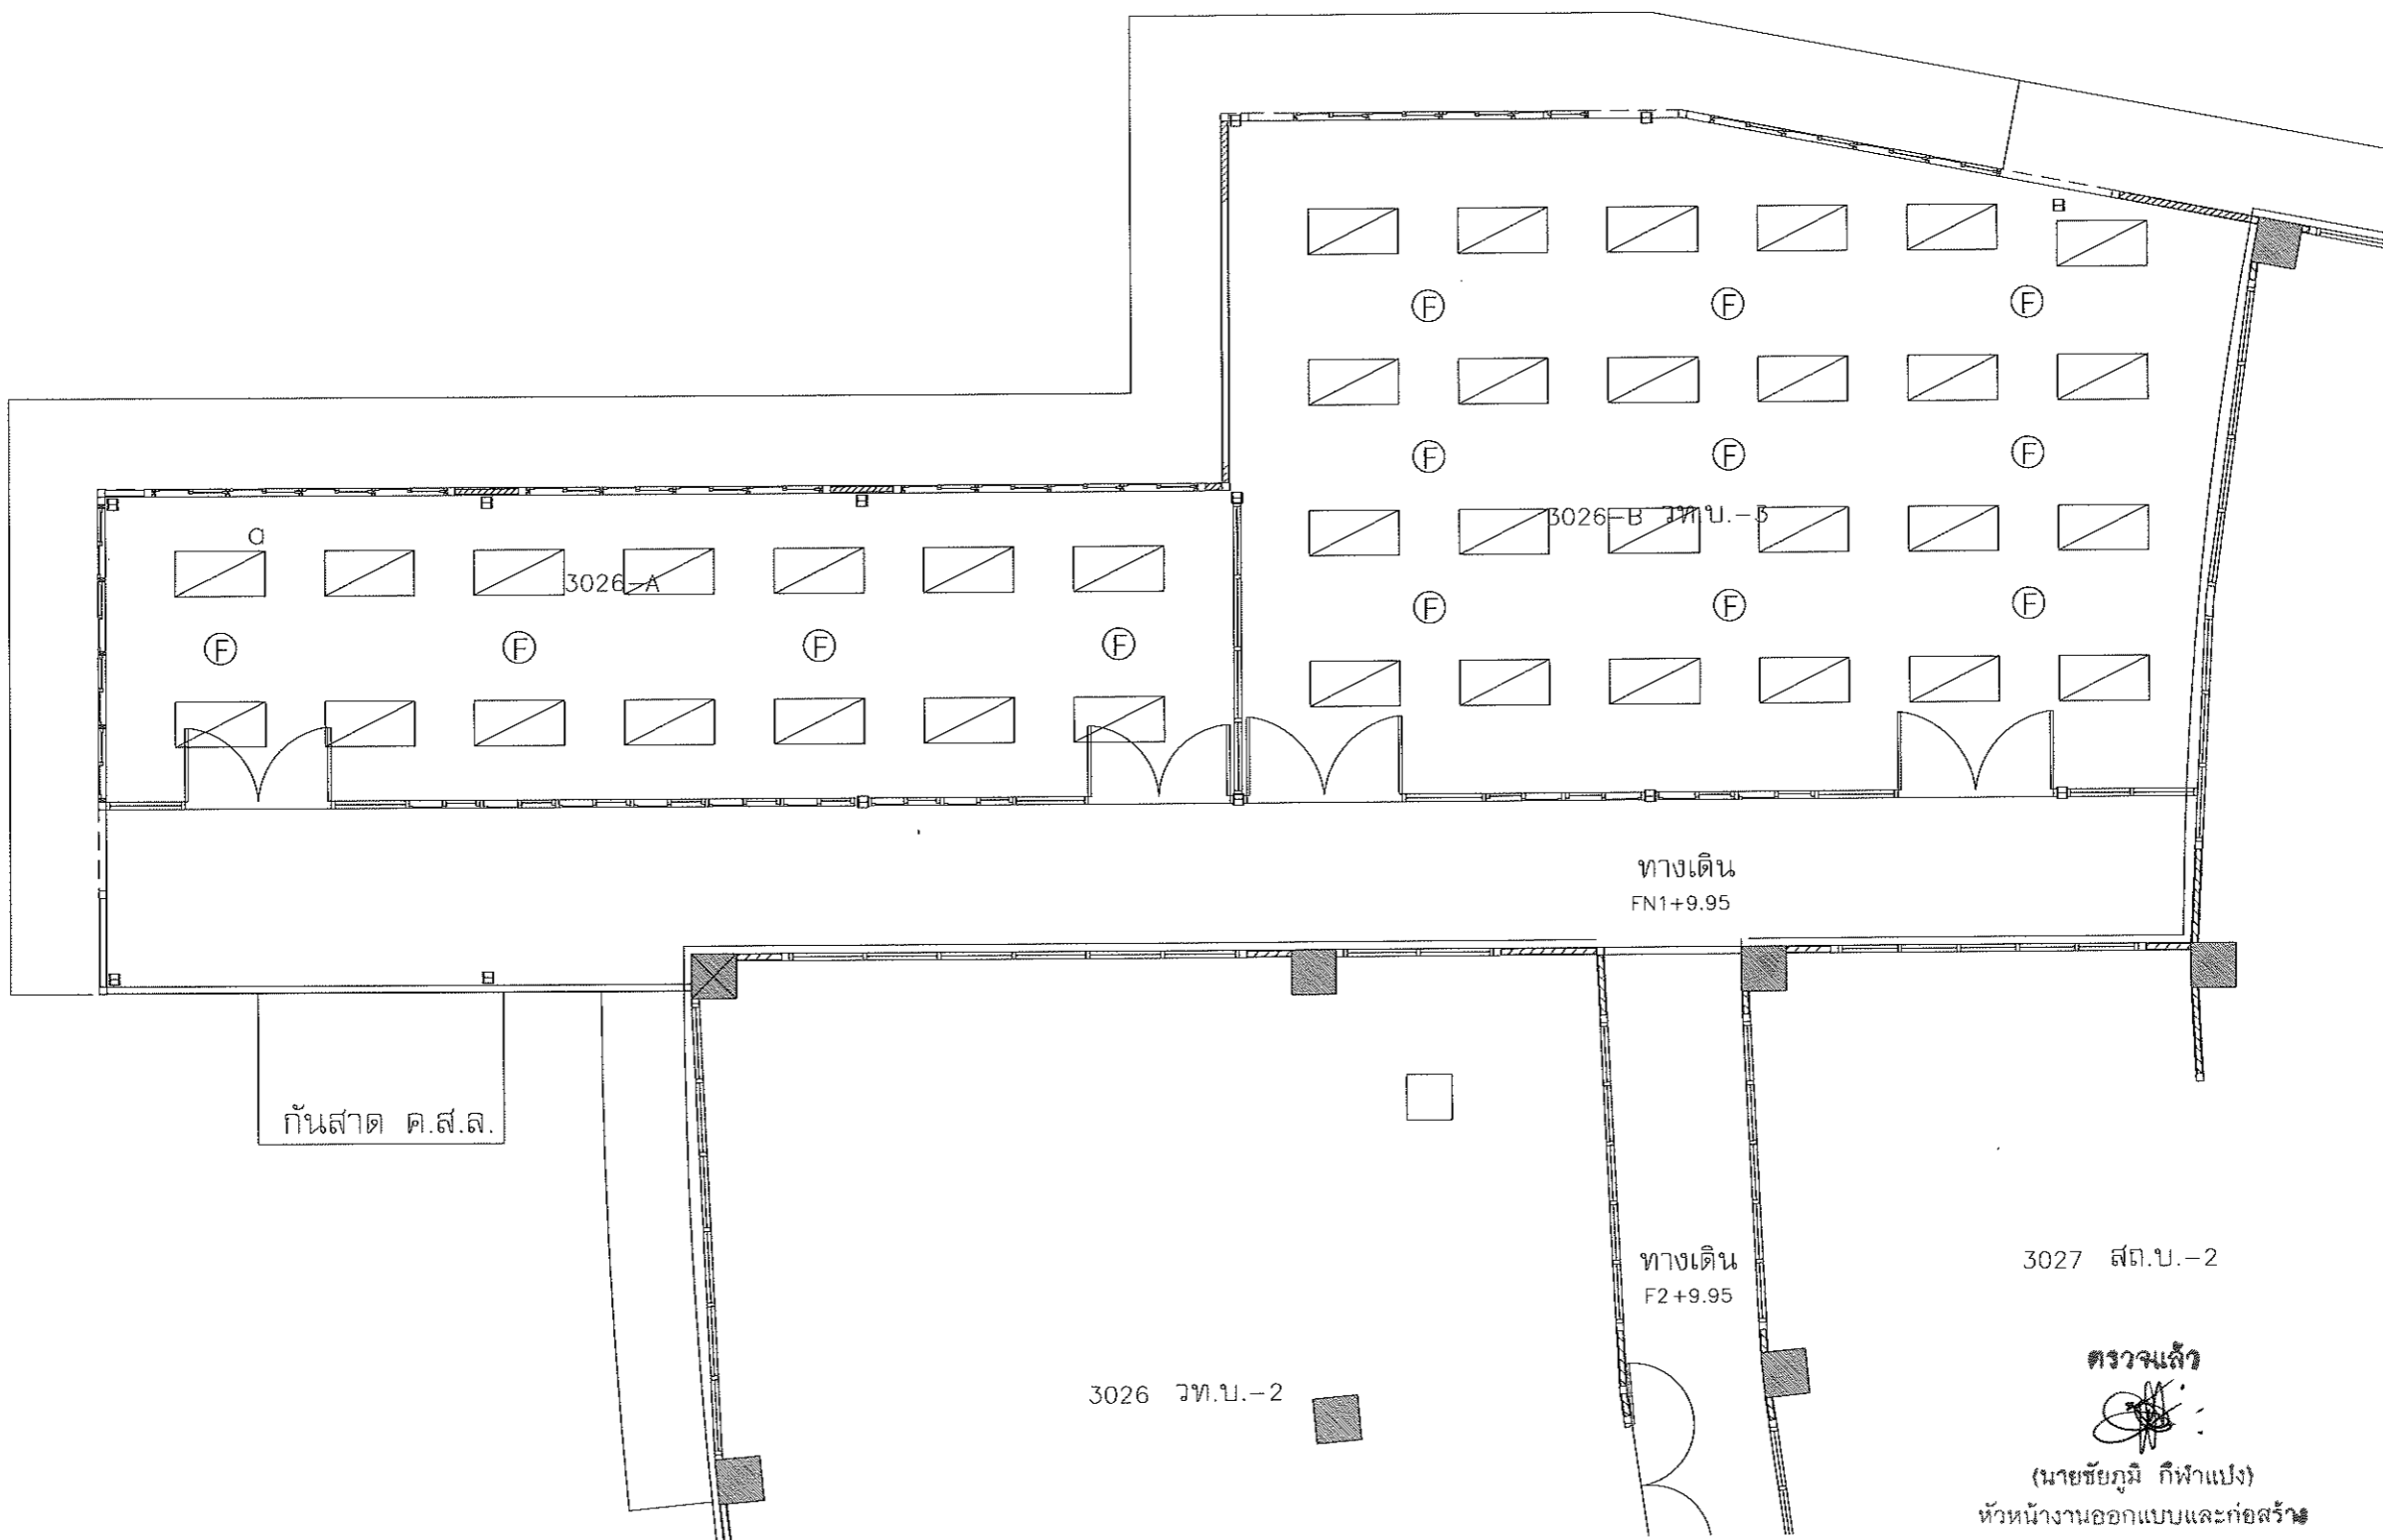 F F F
F F F
3026-B วท.บ.-3
a
3026-A
F F F
F F F F
ทางเดิน
FN1+9.95
กันสาด ค.ส.ล.
ทางเดิน
F2+9.95
3027 สถ.บ.-2
3026 วท.บ.-2
ตรวจแล้ว
(นายชัยภูมิ กีฬาแปง)
หัวหน้างานออกแบบและก่อสร้าง